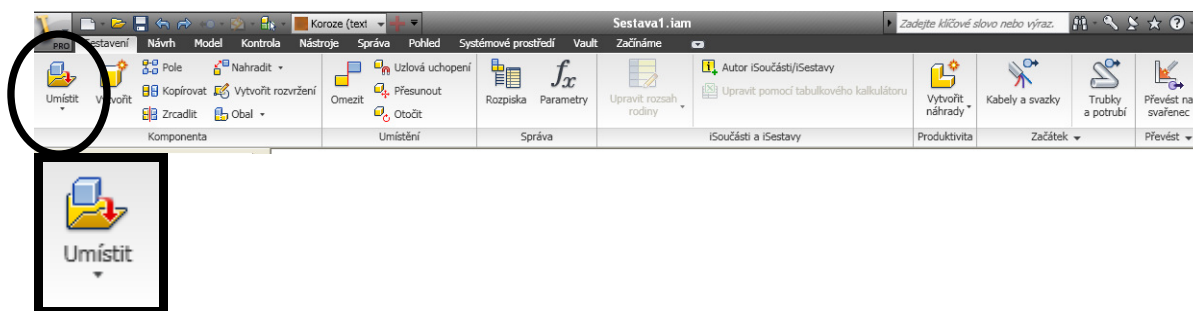 Koroze (text
Sestava1.iam
Zadejte klíčové slovo nebo výraz.
PRO
Sestavení Návrh Model Kontrola Nástroje Správa Pohled Systémové prostředí Vault Začínáme
Umístit
Vytvořit
Pole
Kopírovat
Zrcadlit
Nahradit
Vytvořit rozvržení
Obal
Komponenta
Omezit
Uzlová uchopení
Přesunout
Otočit
Umístění
Rozpiska
fx
Parametry
Správa
Upravit rozsah
rodiny
Autor iSoučásti/iSestavy
Upravit pomocí tabulkového kalkulátoru
iSoučásti a iSestavy
Vytvořit
náhrady
Produktivita
Kabely a svazky
Trubky
a potrubí
Začátek
Převést na
svařenec
Převést
Umístit